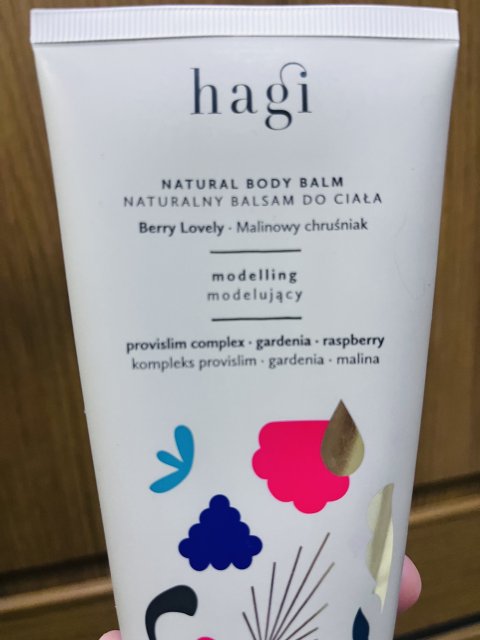 hagi
NATURAL BODY BALM
NATURALNY BALSAM DO CIAŁA
Berry Lovely · Malinowy chruśniak
modelling
modelujący
provislim complex · gardenia · raspberry
kompleks provislim · gardenia · malina